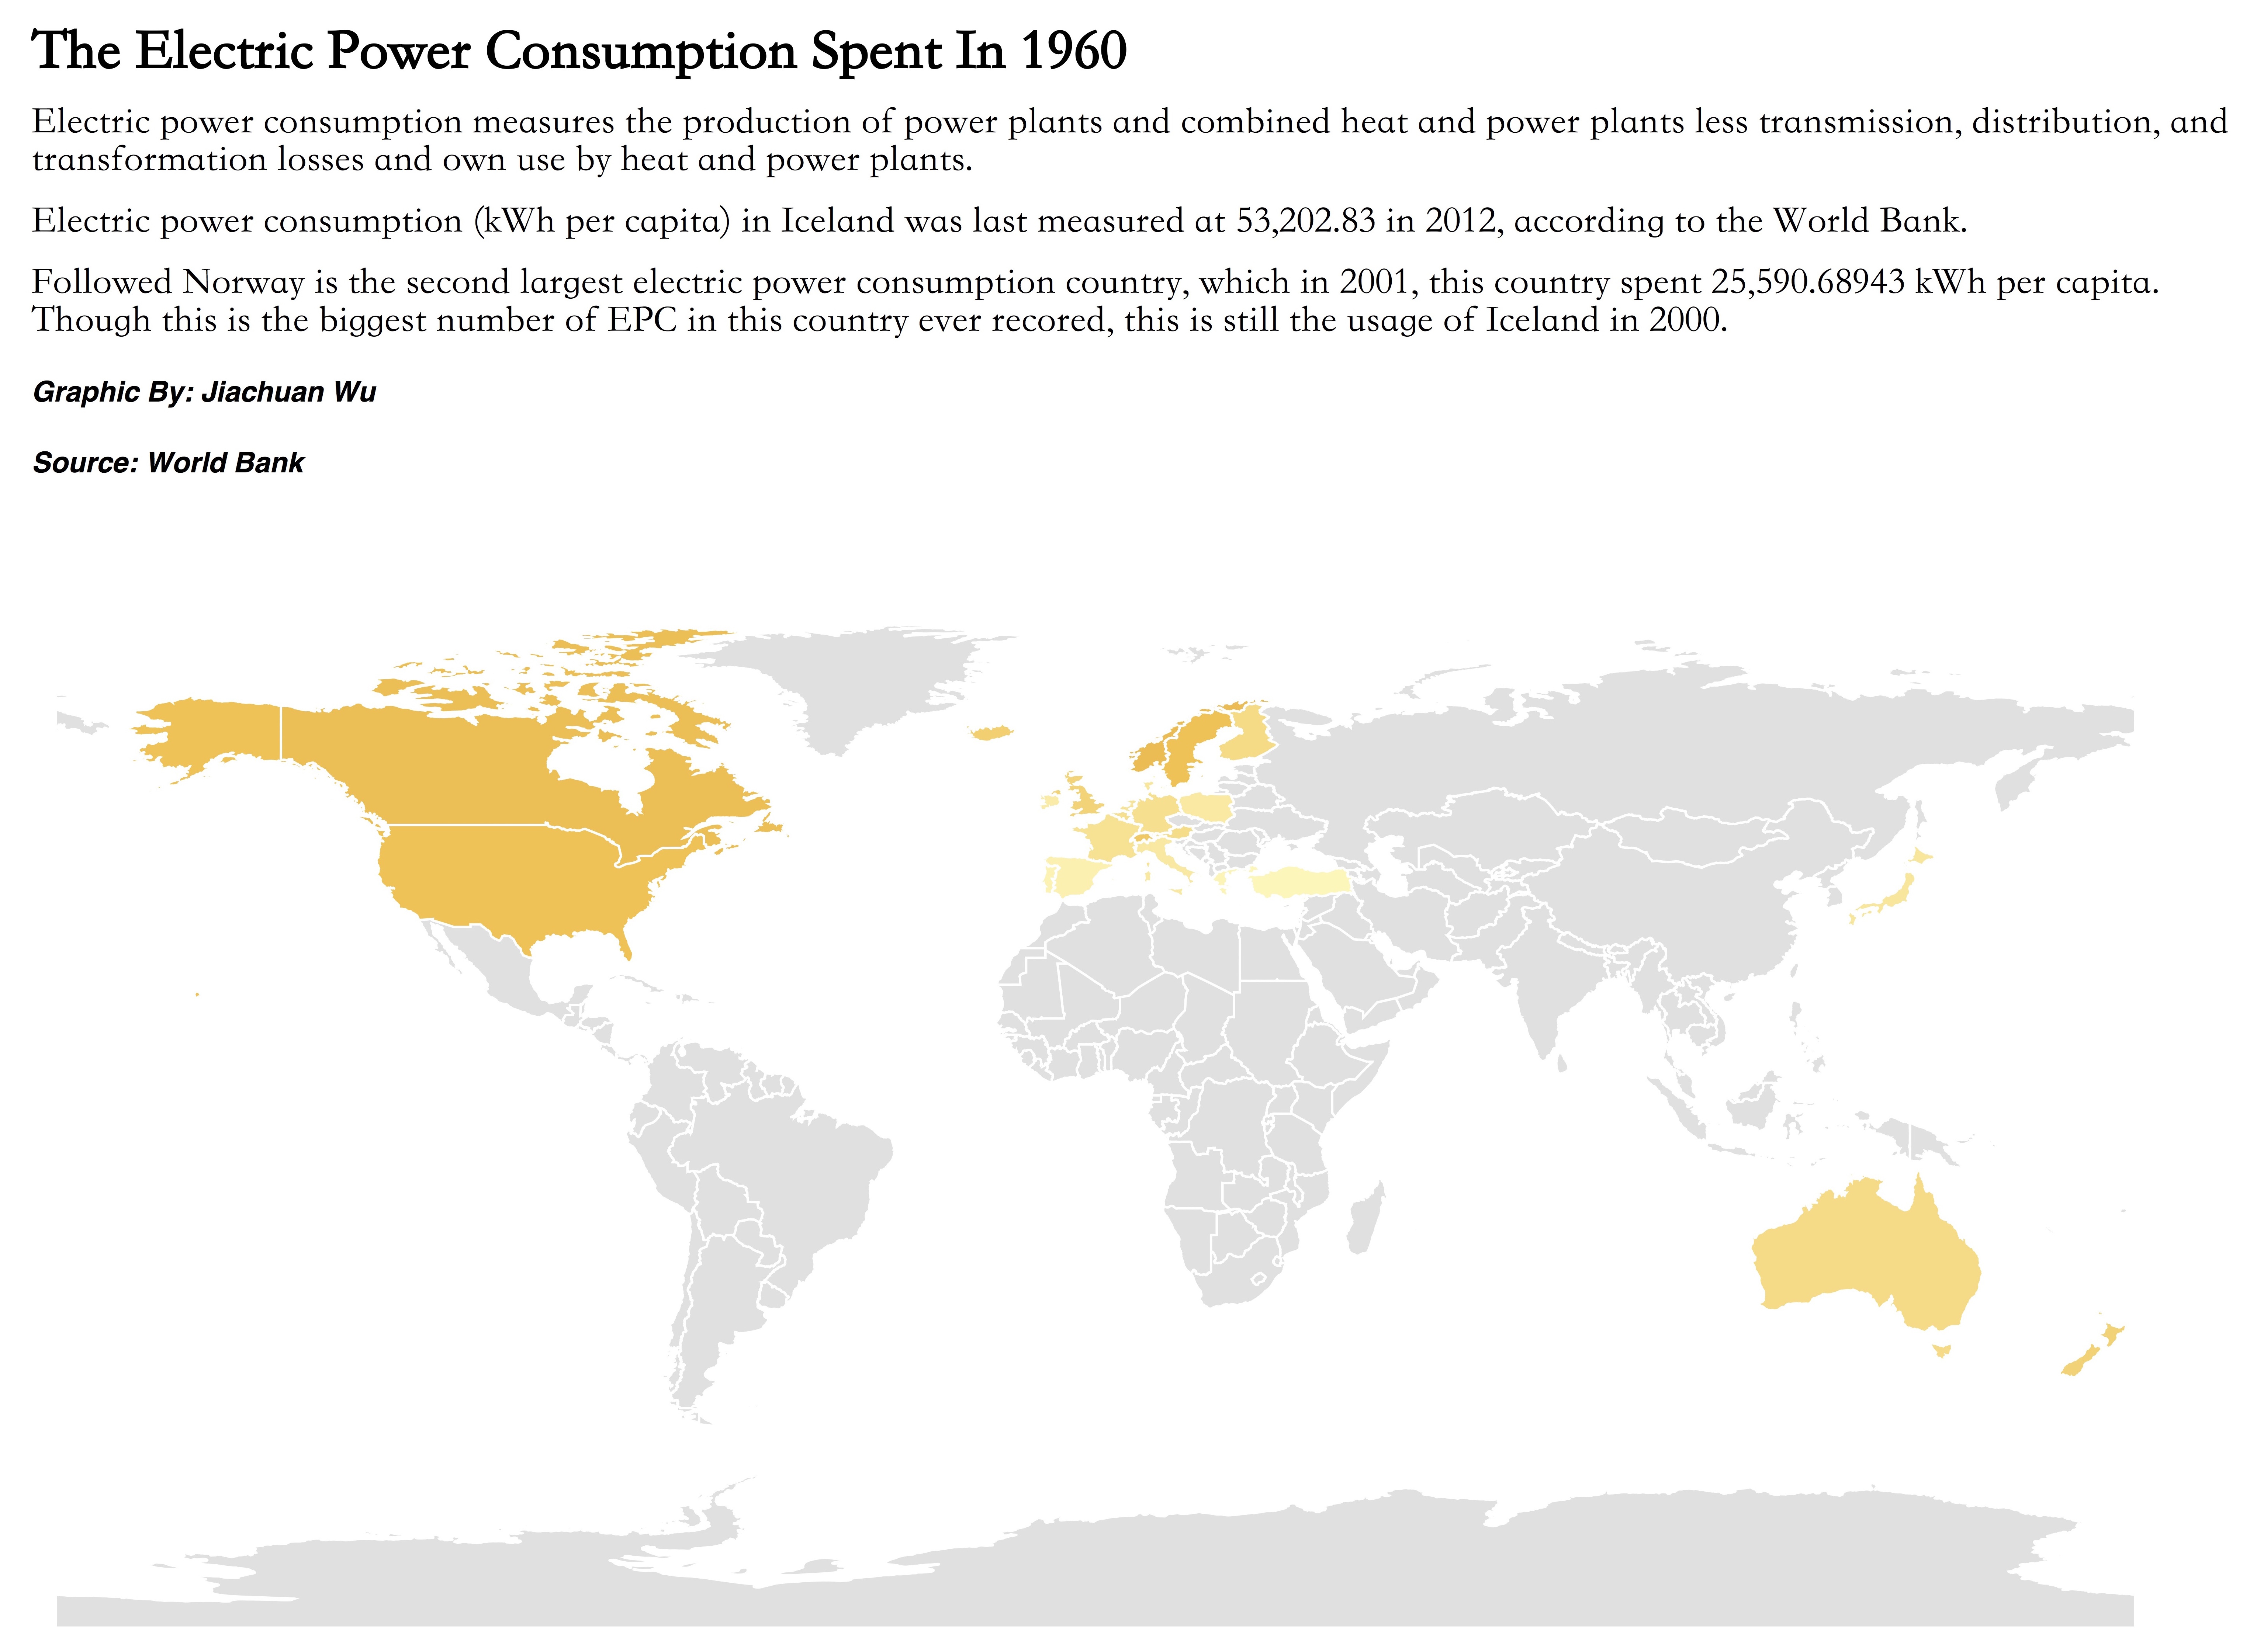 The Electric Power Consumption Spent In 1960
Electric power consumption measures the production of power plants and combined heat and power plants less transmission, distribution, and
transformation losses and own use by heat and power plants.
Electric power consumption (kWh per capita) in Iceland was last measured at 53,202.83 in 2012, according to the World Bank.
Followed Norway is the second largest electric power consumption country, which in 2001, this country spent 25,590.68943 kWh per capita.
Though this is the biggest number of EPC in this country ever recored, this is still the usage of Iceland in 2000.
Graphic By: Jiachuan Wu
Source: World Bank